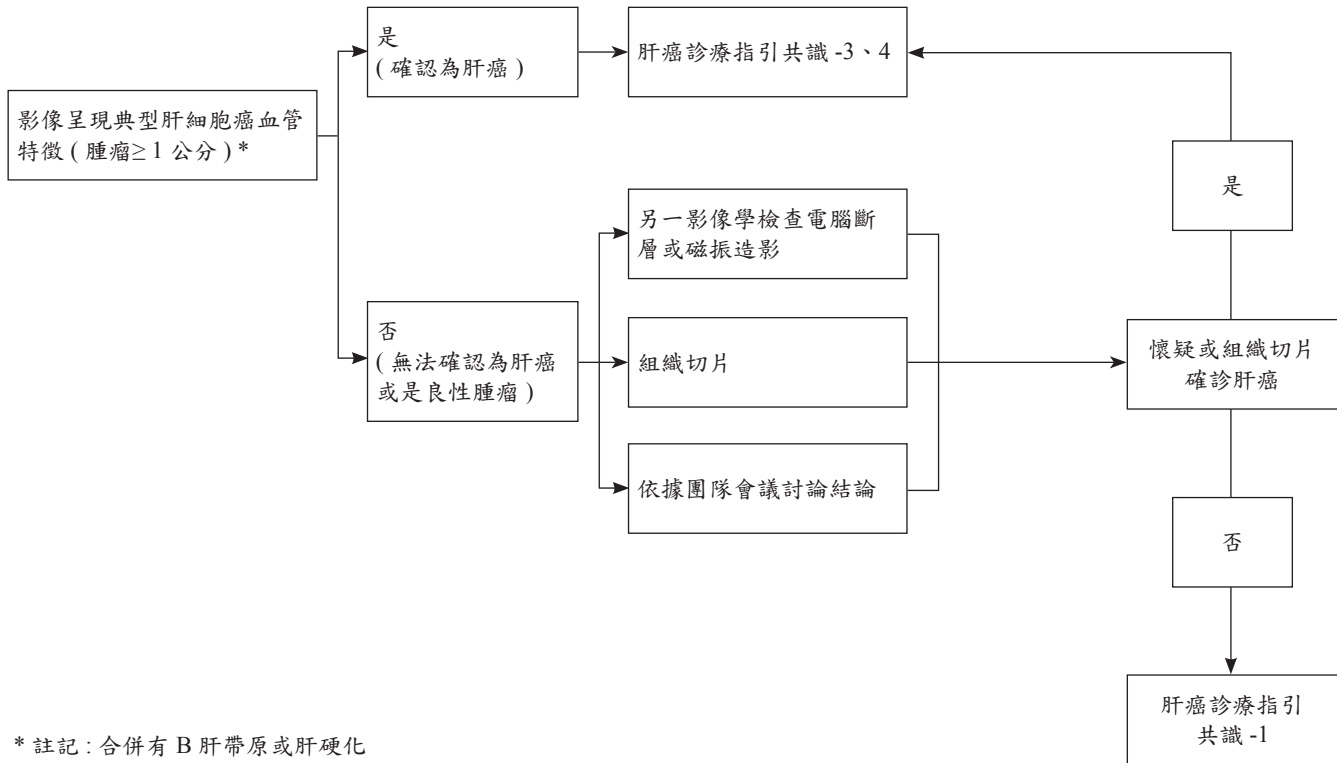 是
( 確認為肝癌 )
肝癌診療指引共識 -3、4
影像呈現典型肝細胞癌血管
特徵 ( 腫瘤≥ 1 公分 ) *
是
另一影像學檢查電腦斷
層或磁振造影
否
( 無法確認為肝癌
或是良性腫瘤 )
組織切片
懷疑或組織切片
確診肝癌
依據團隊會議討論結論
否
肝癌診療指引
共識 -1
* 註記 : 合併有 B 肝帶原或肝硬化